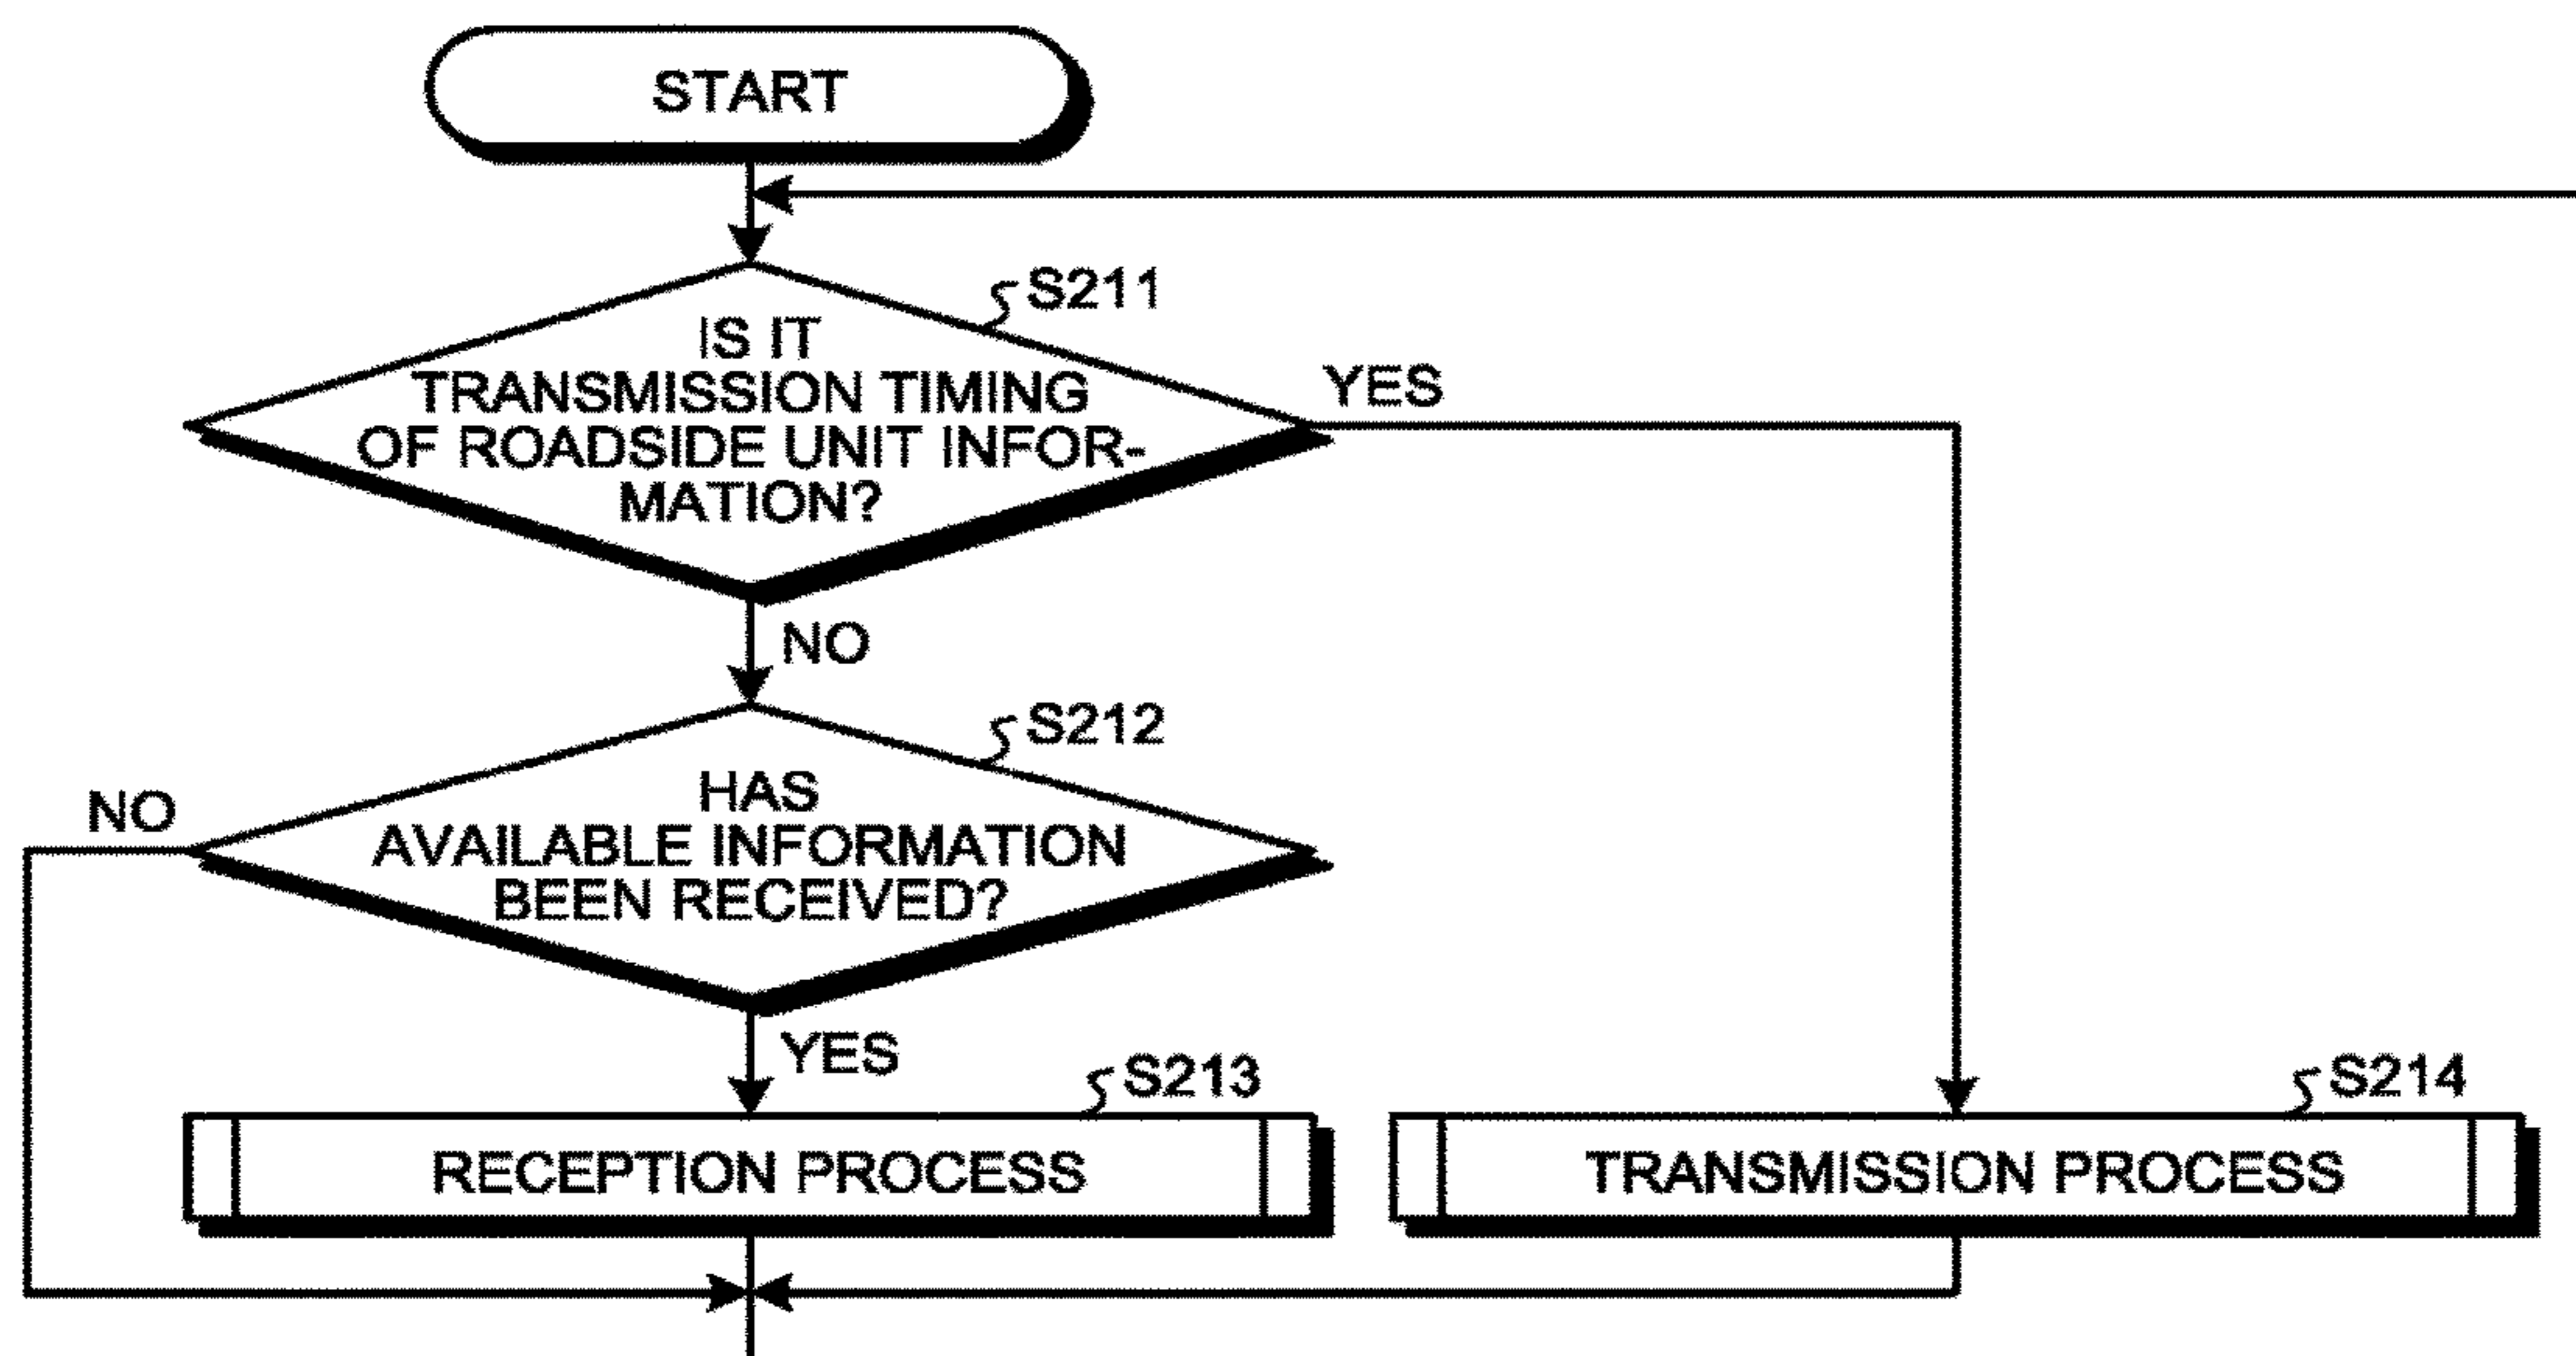 START
S211
IS IT
TRANSMISSION TIMING
OF ROADSIDE UNIT INFOR-
MATION?
YES
NO
S212
HAS
AVAILABLE INFORMATION
BEEN RECEIVED?
NO
YES
S213
RECEPTION PROCESS
S214
TRANSMISSION PROCESS